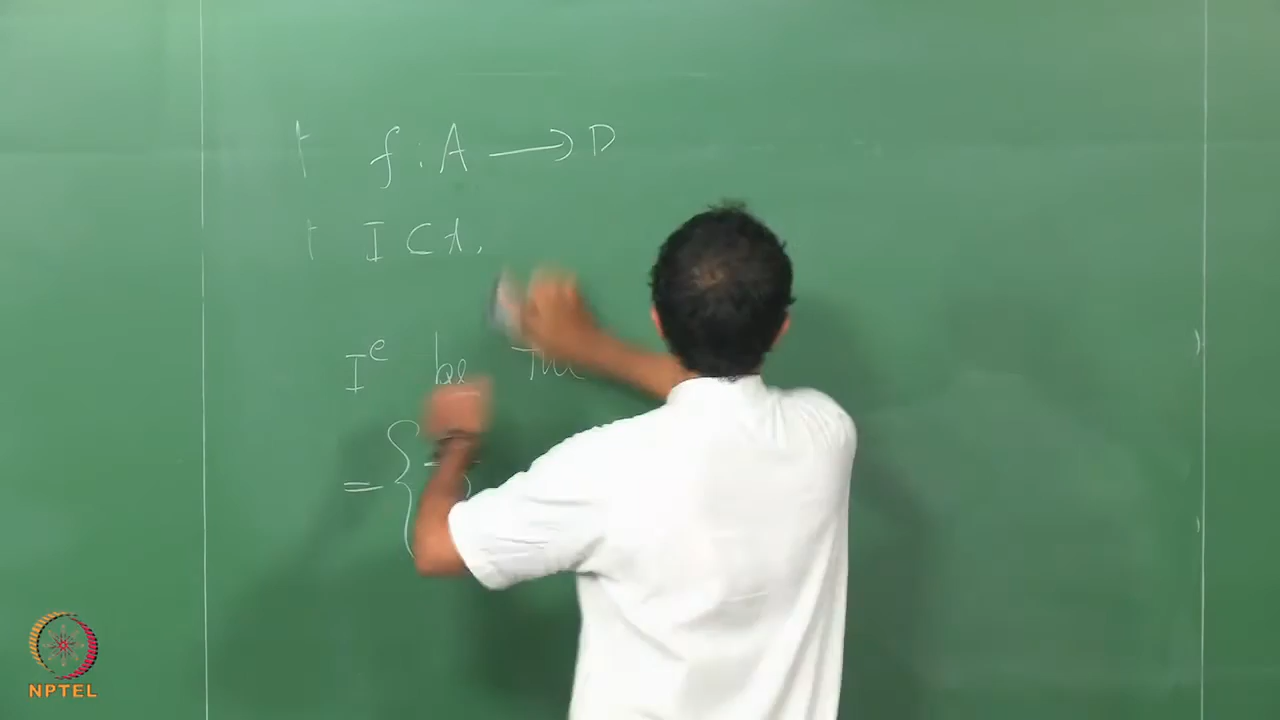 f : A ⟶ D
I ⊂ A,
I^e be The
= {
NPTEL